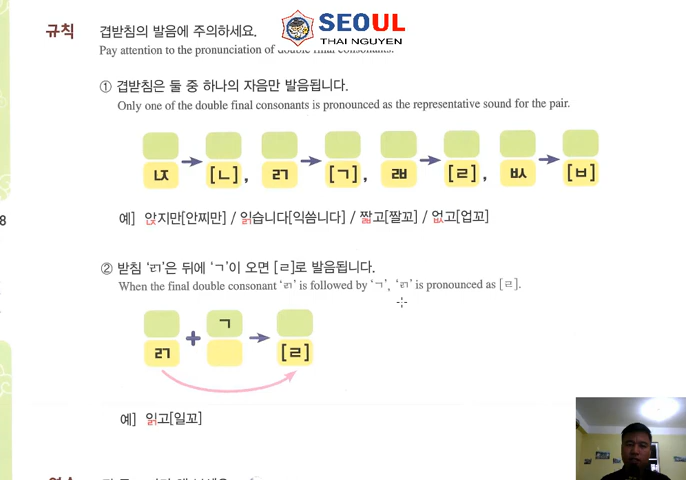 SEOUL
THAI NGUYEN
규칙 겹받침의 발음에 주의하세요.
Pay attention to the pronunciation of double final consonants.
① 겹받침은 둘 중 하나의 자음만 발음됩니다.
Only one of the double final consonants is pronounced as the representative sound for the pair.
ㄵ → [ㄴ], ㄺ → [ㄱ], ㄼ → [ㄹ], ㅄ → [ㅂ]
예] 앉지만[안찌만] / 읽습니다[익씀니다] / 짧고[짤꼬] / 없고[업꼬]
② 받침 ‘ㄺ’은 뒤에 ‘ㄱ’이 오면 [ㄹ]로 발음됩니다.
When the final double consonant ‘ㄺ’ is followed by ‘ㄱ’, ‘ㄺ’ is pronounced as [ㄹ].
ㄱ
ㄺ + → [ㄹ]
예] 읽고[일꼬]
8